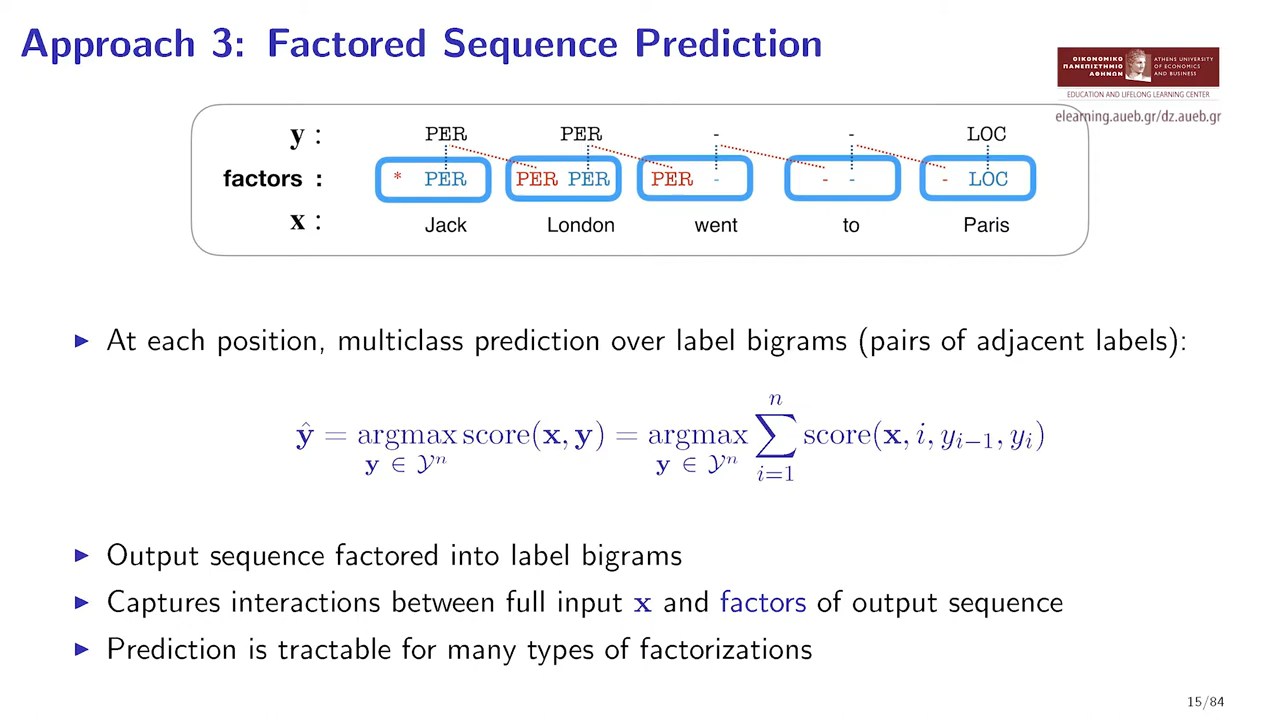 Approach 3: Factored Sequence Prediction
ΟΙΚΟΝΟΜΙΚΟ ΠΑΝΕΠΙΣΤΗΜΙΟ ΑΘΗΝΩΝ
ATHENS UNIVERSITY OF ECONOMICS AND BUSINESS
EDUCATION AND LIFELONG LEARNING CENTER
elearning.aueb.gr/dz.aueb.gr
y : PER PER - - LOC
factors : * PER PER PER PER - - - - LOC
x : Jack London went to Paris
▶ At each position, multiclass prediction over label bigrams (pairs of adjacent labels):
ŷ = argmax_{y ∈ 𝒴ⁿ} score(x, y) = argmax_{y ∈ 𝒴ⁿ} ∑_{i=1}^{n} score(x, i, y_{i−1}, y_i)
▶ Output sequence factored into label bigrams
▶ Captures interactions between full input x and factors of output sequence
▶ Prediction is tractable for many types of factorizations
15/84